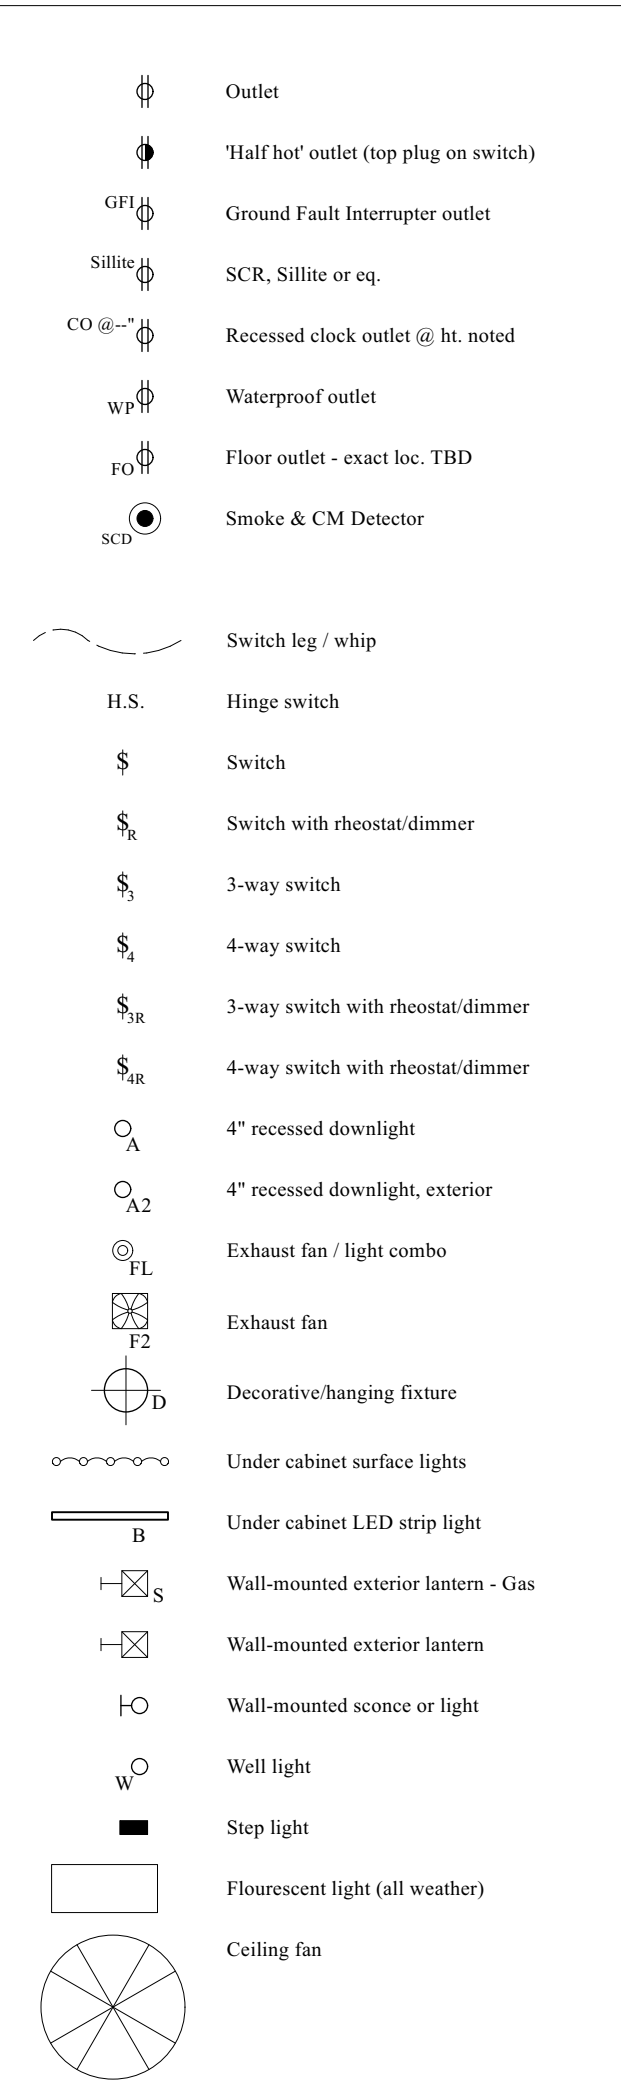 Outlet
'Half hot' outlet (top plug on switch)
GFI Ground Fault Interrupter outlet
Sillite SCR, Sillite or eq.
CO @--" Recessed clock outlet @ ht. noted
WP Waterproof outlet
FO Floor outlet - exact loc. TBD
SCD Smoke & CM Detector
Switch leg / whip
H.S. Hinge switch
$ Switch
$R Switch with rheostat/dimmer
$3 3-way switch
$4 4-way switch
$3R 3-way switch with rheostat/dimmer
$4R 4-way switch with rheostat/dimmer
A 4" recessed downlight
A2 4" recessed downlight, exterior
FL Exhaust fan / light combo
F2 Exhaust fan
D Decorative/hanging fixture
Under cabinet surface lights
B Under cabinet LED strip light
S Wall-mounted exterior lantern - Gas
Wall-mounted exterior lantern
Wall-mounted sconce or light
W Well light
Step light
Flourescent light (all weather)
Ceiling fan